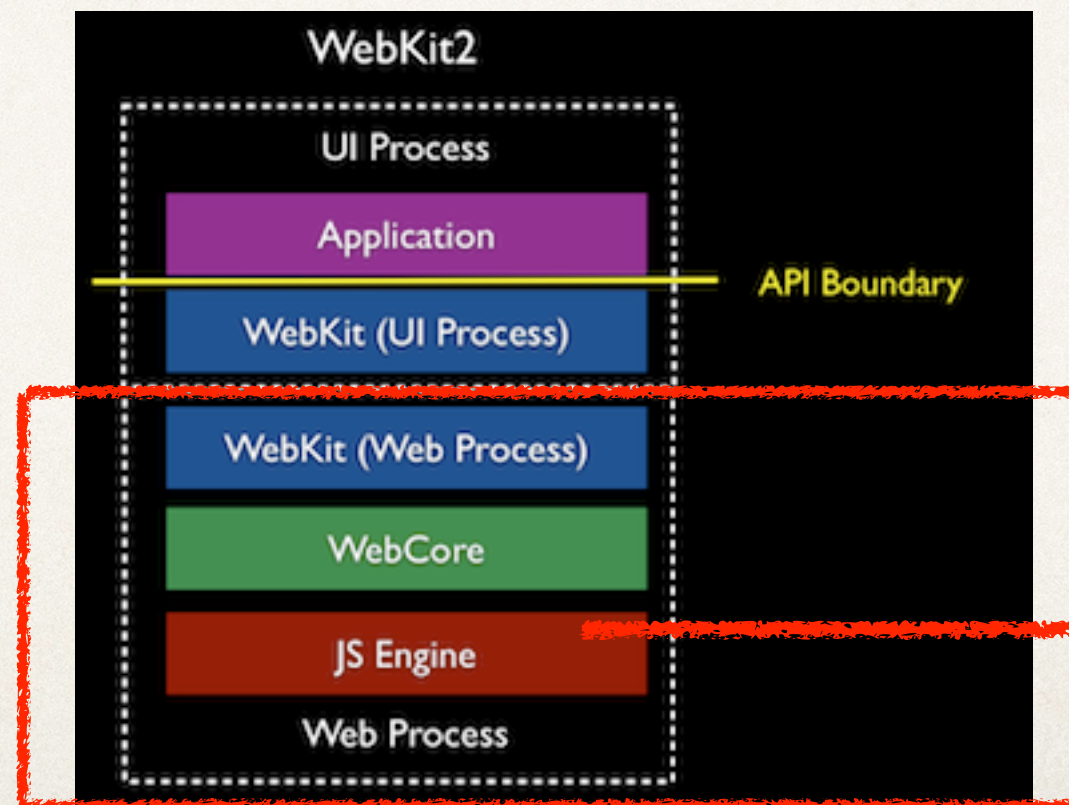 WebKit2
UI Process
Application
API Boundary
WebKit (UI Process)
WebKit (Web Process)
WebCore
JS Engine
Web Process